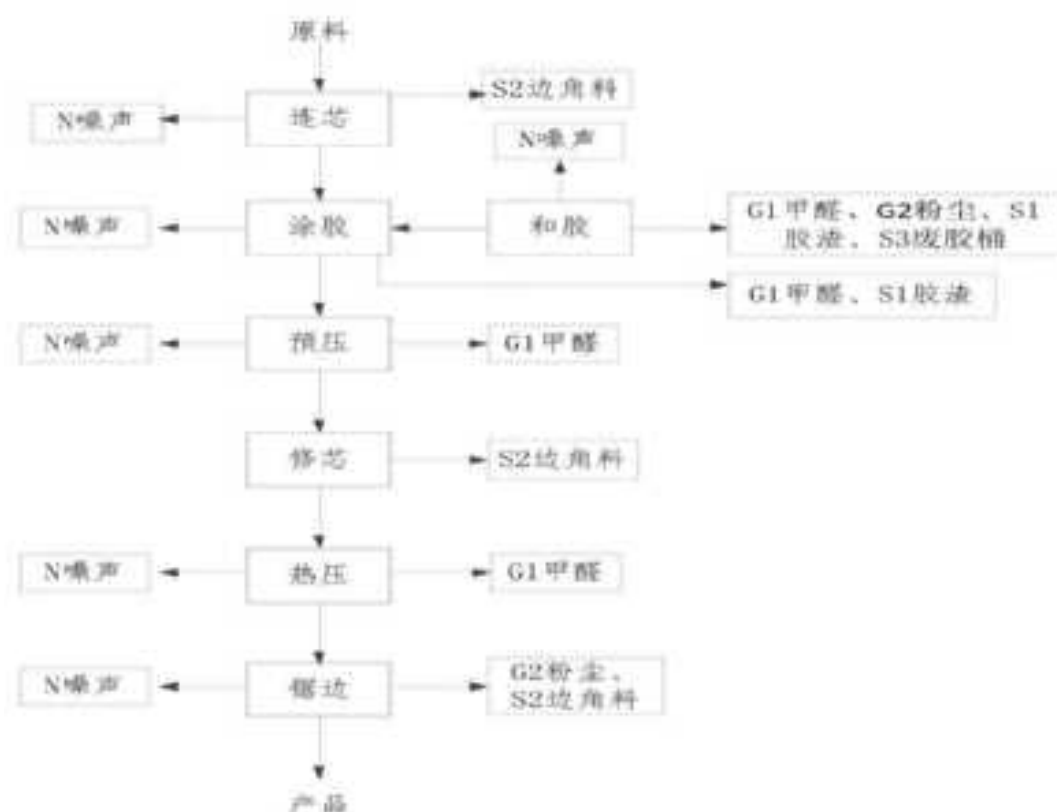 原料
S2边角料
连芯
N噪声
N噪声
涂胶
和胶
N噪声
G1甲醛、G2粉尘、S1
胶渣、S3废胶桶
G1甲醛、S1胶渣
预压
N噪声
G1甲醛
修芯
S2边角料
热压
N噪声
G1甲醛
锯边
N噪声
G2粉尘、
S2边角料
产品